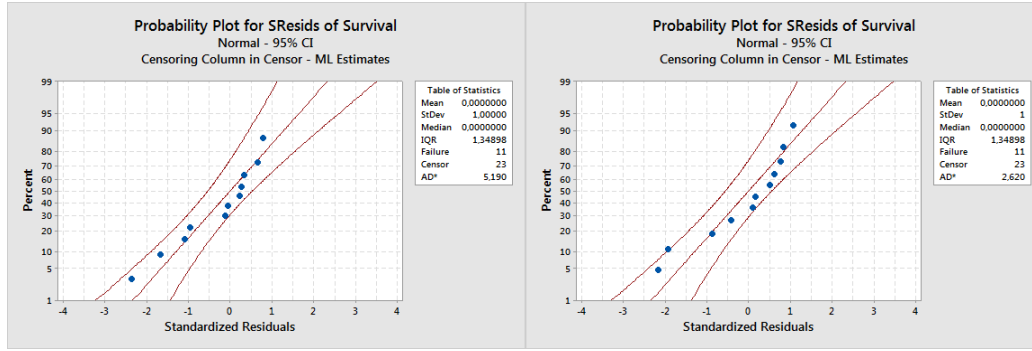 Probability Plot for SResids of Survival
Normal - 95% CI
Censoring Column in Censor - ML Estimates
99
95
90
80
70
60
50
40
30
20
10
5
1
Percent
-4 -3 -2 -1 0 1 2 3 4
Standardized Residuals
Table of Statistics
Mean 0,0000000
StDev 1,00000
Median 0,0000000
IQR 1,34898
Failure 11
Censor 23
AD* 5,190
Probability Plot for SResids of Survival
Normal - 95% CI
Censoring Column in Censor - ML Estimates
99
95
90
80
70
60
50
40
30
20
10
5
1
Percent
-4 -3 -2 -1 0 1 2 3 4
Standardized Residuals
Table of Statistics
Mean 0,0000000
StDev 1
Median 0,0000000
IQR 1,34898
Failure 11
Censor 23
AD* 2,620